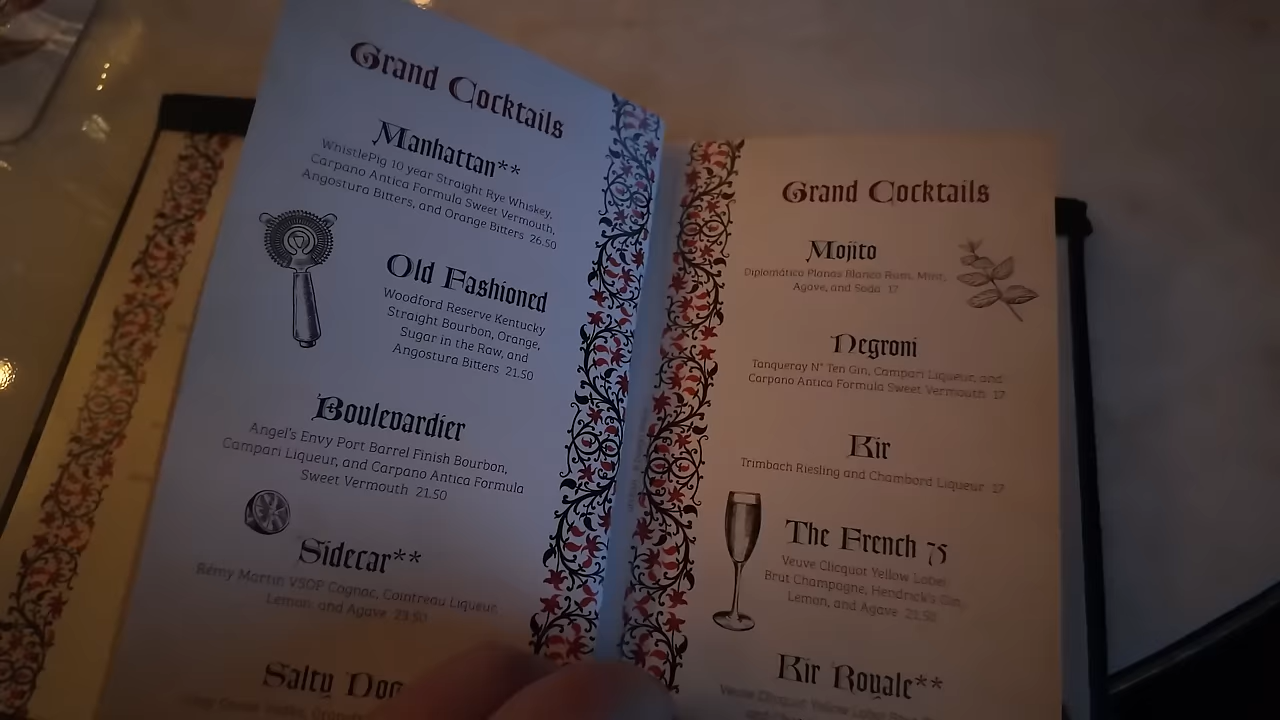 Grand Cocktails
Manhattan**
WhistlePig 10 year Straight Rye Whiskey,
Carpano Antica Formula Sweet Vermouth,
Angostura Bitters, and Orange Bitters 26.50
Old Fashioned
Woodford Reserve Kentucky
Straight Bourbon, Orange,
Sugar in the Raw, and
Angostura Bitters 21.50
Boulevardier
Angel's Envy Port Barrel Finish Bourbon,
Campari Liqueur, and Carpano Antica Formula
Sweet Vermouth 21.50
Sidecar**
Rémy Martin VSOP Cognac, Cointreau Liqueur,
Lemon, and Agave 23.50
Salty Dog
Grand Cocktails
Mojito
Diplomático Planas Blanco Rum, Mint,
Agave, and Soda 17
Negroni
Tanqueray N° Ten Gin, Campari Liqueur, and
Carpano Antica Formula Sweet Vermouth 17
Kir
Trimbach Riesling and Chambord Liqueur 17
The French 75
Veuve Clicquot Yellow Label
Brut Champagne, Hendrick's Gin,
Lemon, and Agave 21.50
Kir Royale**
Veuve Clicquot Yellow Label